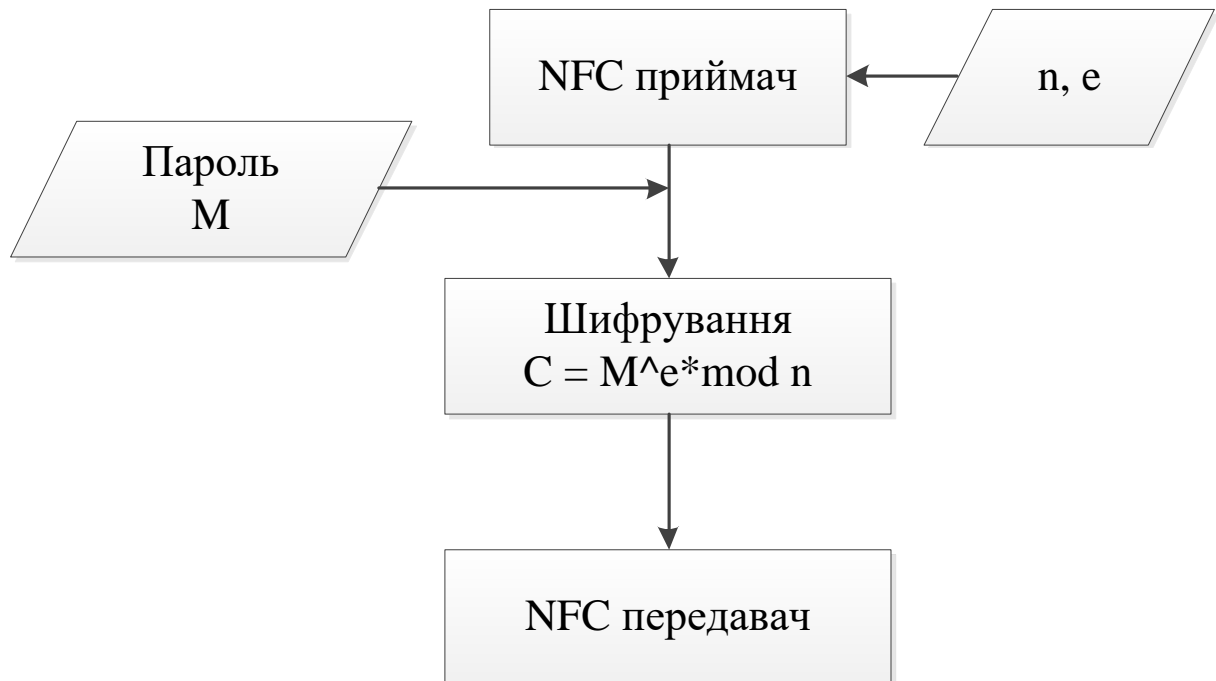 NFC приймач
n, e
Пароль
М
Шифрування
C = M^e*mod n
NFC передавач